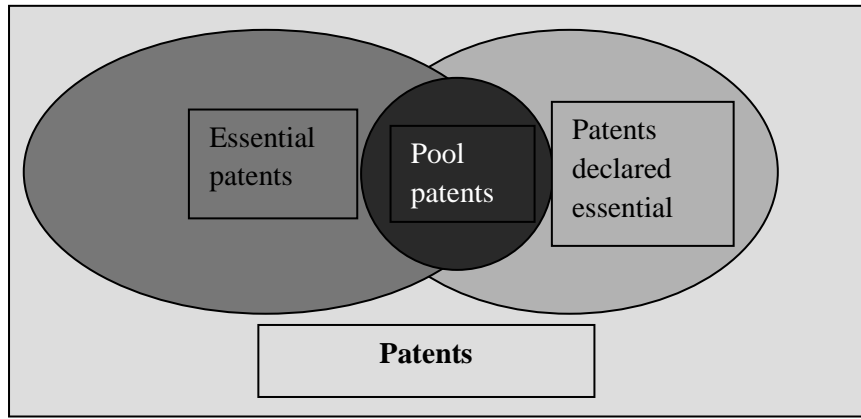 Essential
patents
Pool
patents
Patents
declared
essential
Patents